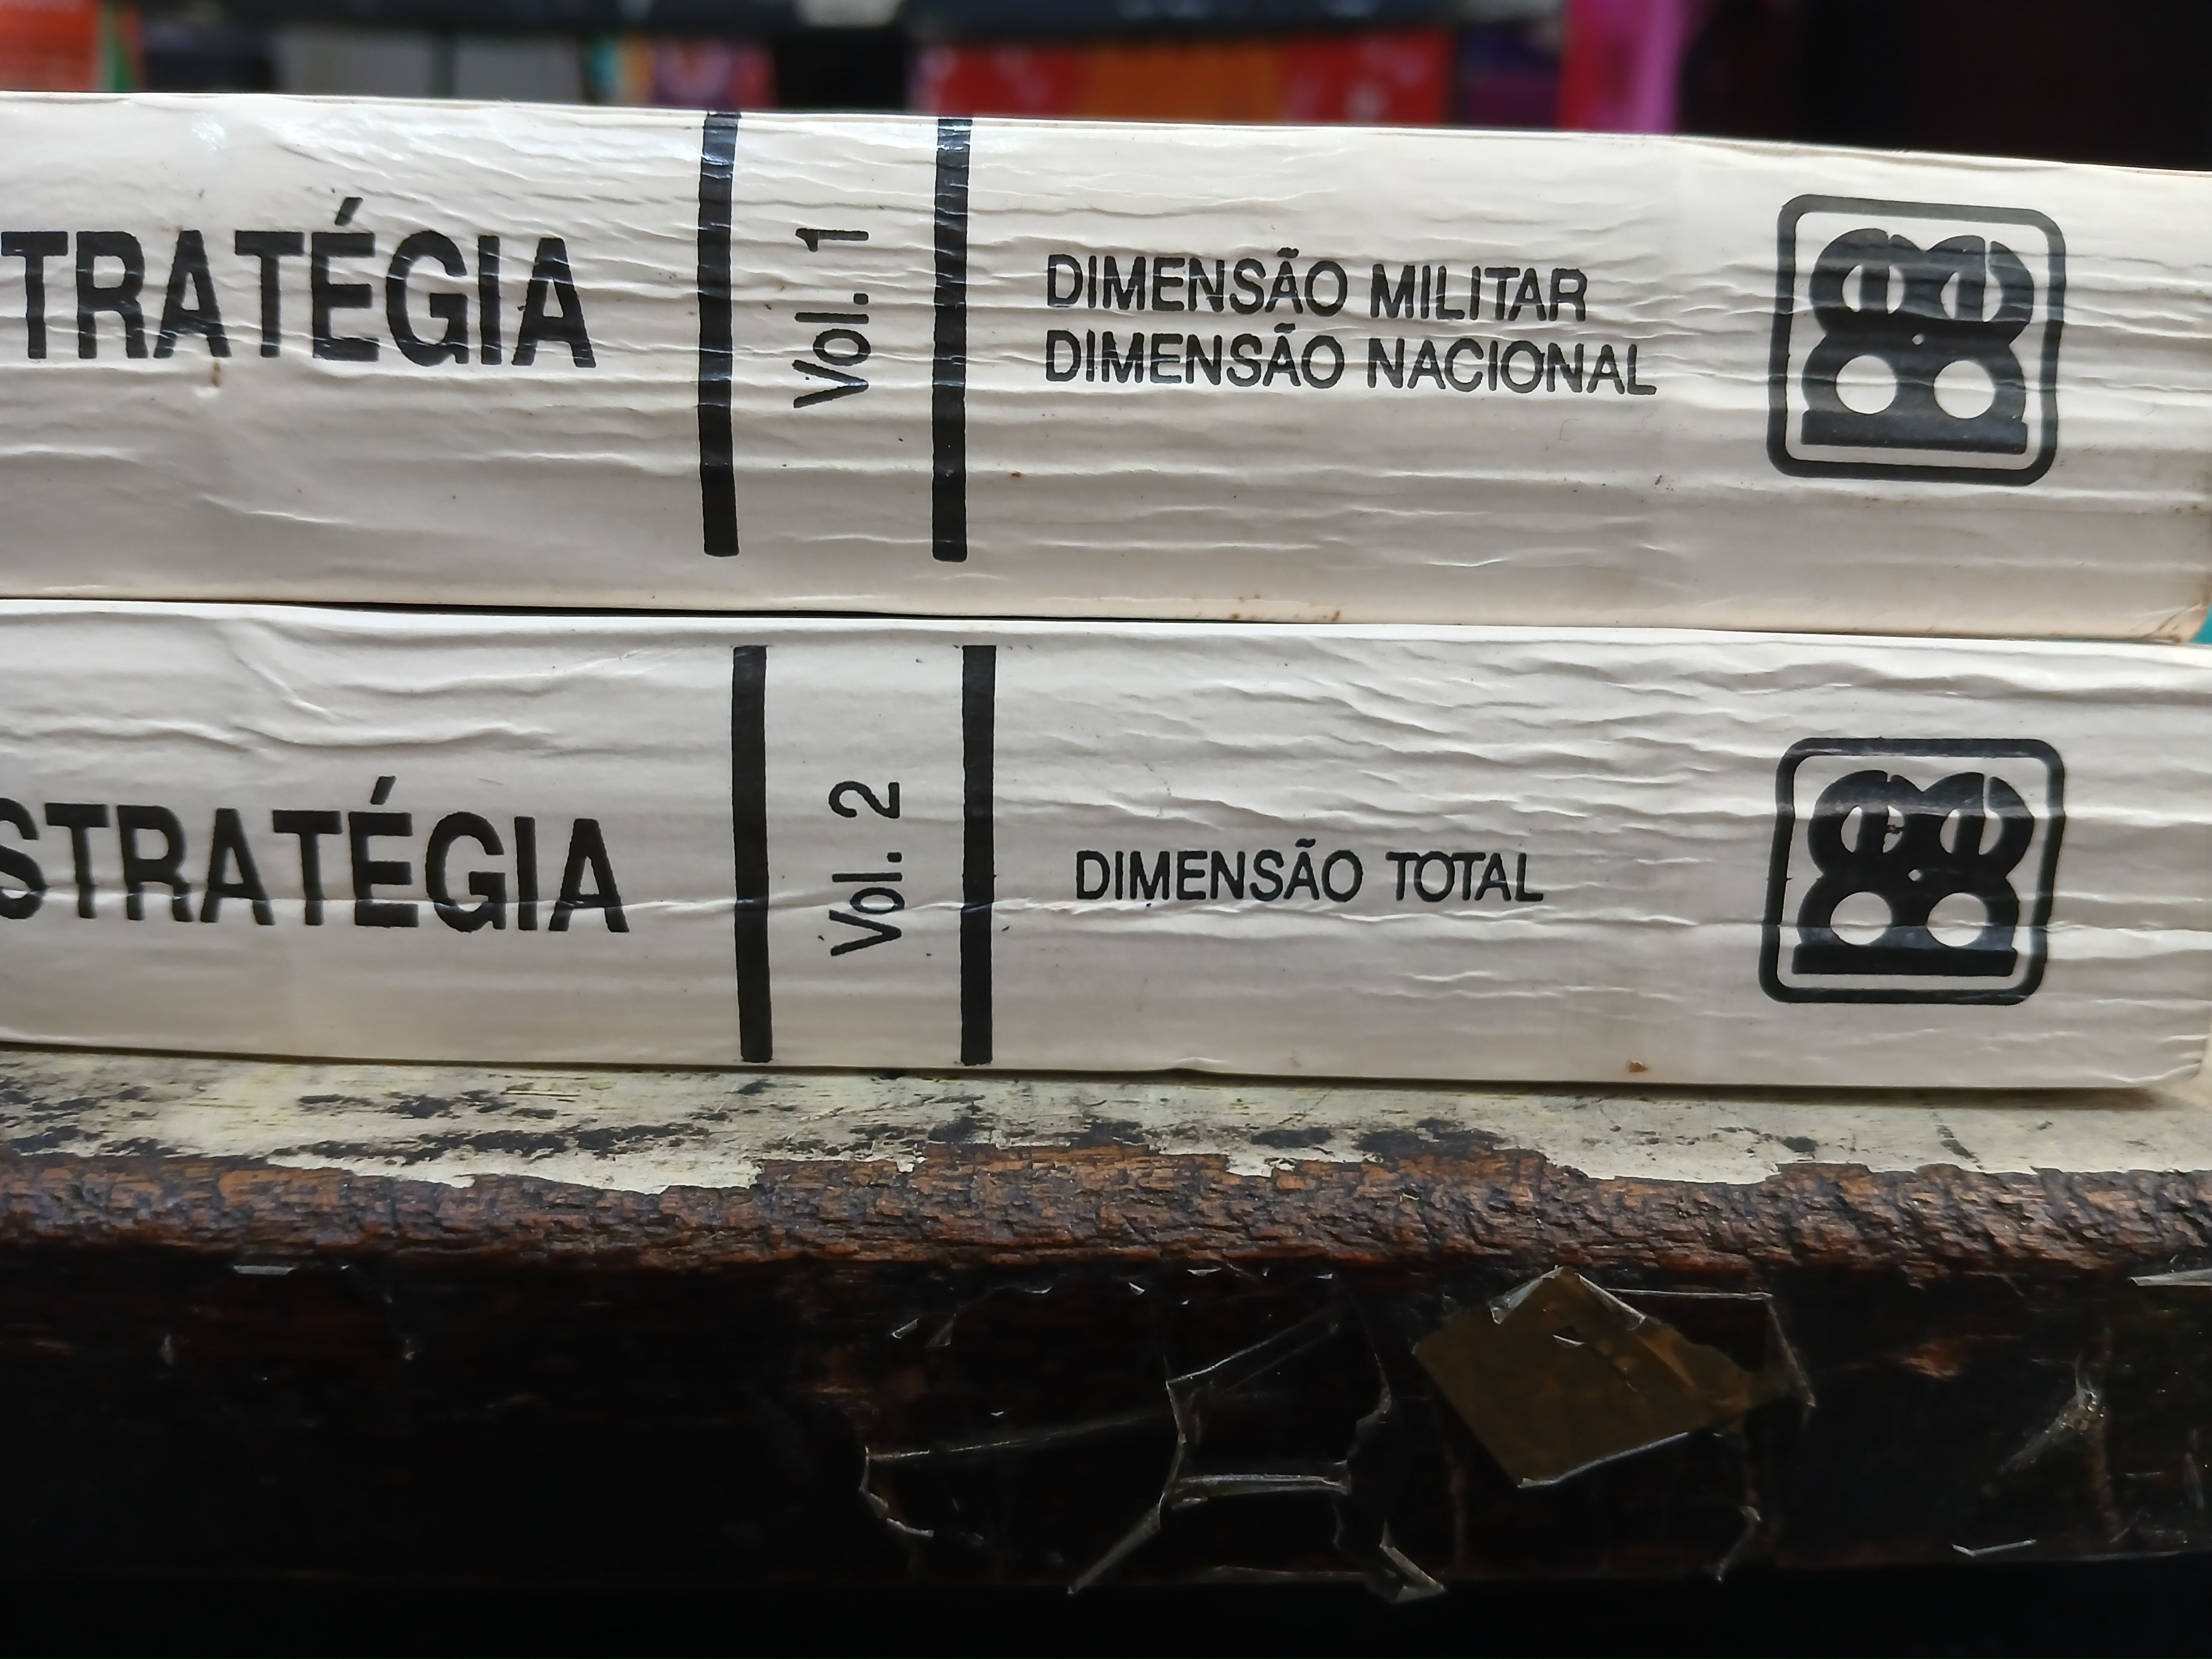 TRATÉGIA
Vol. 1
DIMENSÃO MILITAR
DIMENSÃO NACIONAL
STRATÉGIA
Vol. 2
DIMENSÃO TOTAL